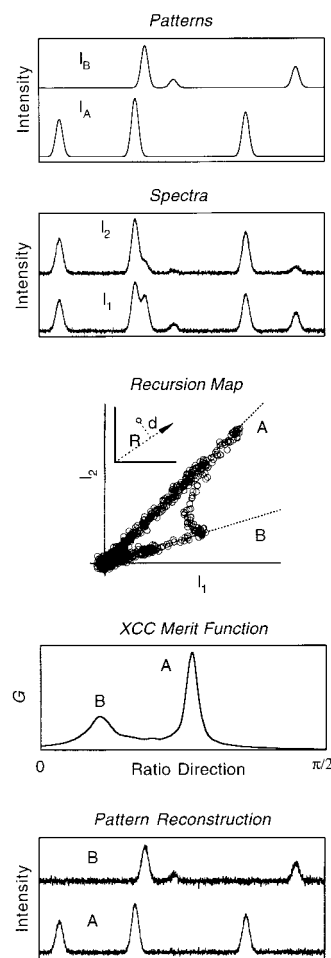 Patterns
I_B
I_A
Intensity
Spectra
I_2
I_1
Intensity
Recursion Map
A
d
R
I_2
B
I_1
XCC Merit Function
A
B
G
0
Ratio Direction
π/2
Pattern Reconstruction
B
A
Intensity